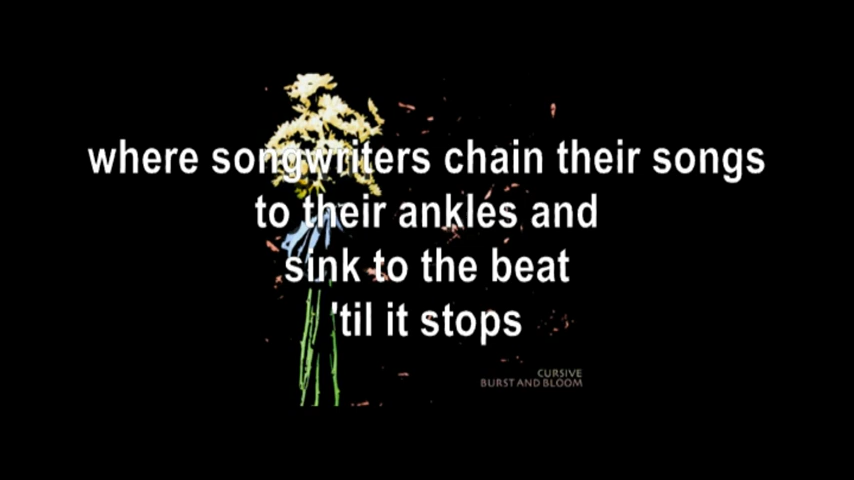 where songwriters chain their songs
to their ankles and
sink to the beat
'til it stops
CURSIVE
BURST AND BLOOM